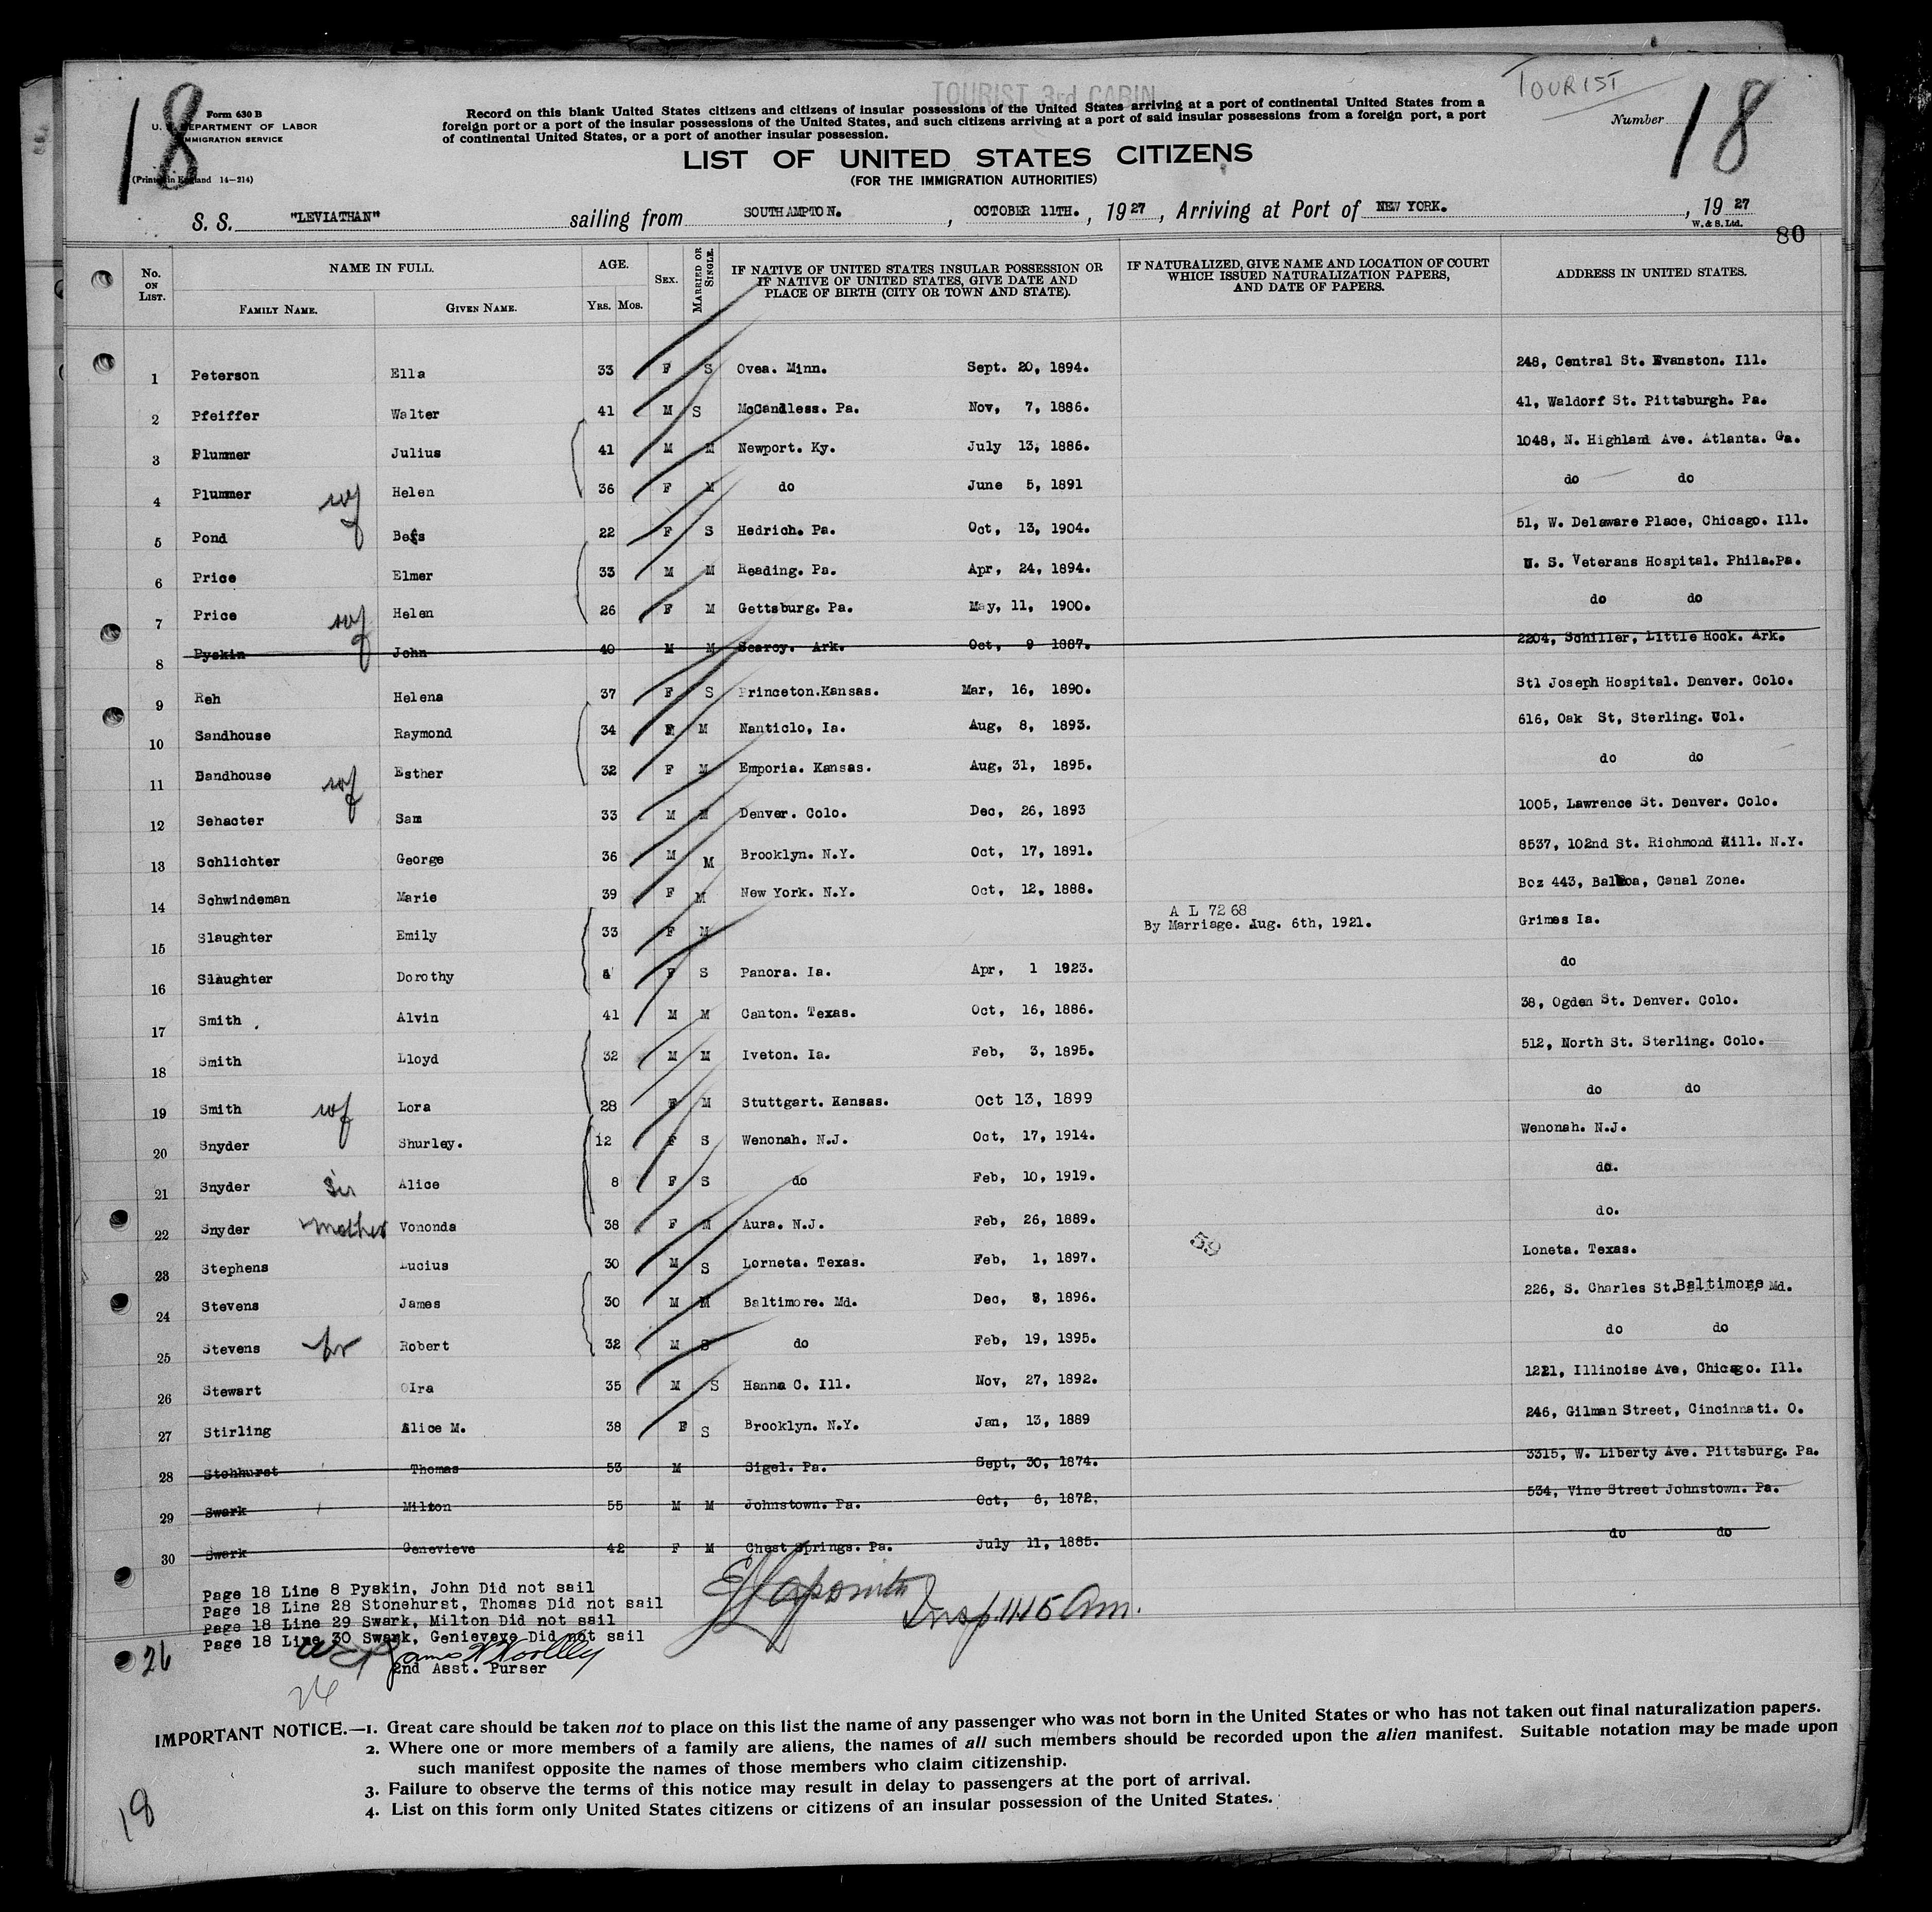 TOURIST 3rd CABIN
TOURIST
18
18
Form 630 B
U. S. DEPARTMENT OF LABOR
IMMIGRATION SERVICE
(Printed in England 14—214)
Record on this blank United States citizens and citizens of insular possessions of the United States arriving at a port of continental United States from a
foreign port or a port of the insular possessions of the United States, and such citizens arriving at a port of said insular possessions from a foreign port, a port
of continental United States, or a port of another insular possession.
Number
LIST OF UNITED STATES CITIZENS
(FOR THE IMMIGRATION AUTHORITIES)
S. S. "LEVIATHAN" sailing from SOUTHAMPTON. , OCTOBER 11TH. , 1927 , Arriving at Port of NEW YORK. , 1927
W. & S. Ltd.
80
No. ON LIST. NAME IN FULL. FAMILY NAME. GIVEN NAME. AGE. YRS. MOS. SEX. MARRIED OR SINGLE. IF NATIVE OF UNITED STATES INSULAR POSSESSION OR IF NATIVE OF UNITED STATES, GIVE DATE AND PLACE OF BIRTH (CITY OR TOWN AND STATE). IF NATURALIZED, GIVE NAME AND LOCATION OF COURT WHICH ISSUED NATURALIZATION PAPERS, AND DATE OF PAPERS. ADDRESS IN UNITED STATES.
1 Peterson Ella 33 F S Ovea. Minn. Sept. 20, 1894. 248, Central St. Evanston. Ill.
2 Pfeiffer Walter 41 M S McCandless. Pa. Nov, 7, 1886. 41, Waldorf St. Pittsburgh. Pa.
3 Plummer Julius 41 M M Newport. Ky. July 13, 1886. 1048, N. Highland Ave. Atlanta. Ga.
4 Plummer wf Helen 36 F M do June 5, 1891 do do
5 Pond Bess 22 F S Hedrich. Pa. Oct, 13, 1904. 51, W. Delaware Place, Chicago. Ill.
6 Price Elmer 33 M M Reading. Pa. Apr, 24, 1894. U. S. Veterans Hospital. Phila.Pa.
7 Price wf Helen 26 F M Gettsburg. Pa. May, 11, 1900. do do
8 Pyskin John 40 M M Searcy. Ark. Oct, 9 1887. 2204, Schiller, Little Rock. Ark.
9 Reh Helena 37 F S Princeton.Kansas. Mar, 16, 1890. Stl Joseph Hospital. Denver. Colo.
10 Sandhouse Raymond 34 M M Nanticlo, Ia. Aug, 8, 1893. 616, Oak St, Sterling. Col.
11 Bandhouse wf Esther 32 F M Emporia. Kansas. Aug, 31, 1895. do do
12 Sehacter Sam 33 M M Denver. Colo. Dec, 26, 1893 1005, Lawrence St. Denver. Colo.
13 Schlichter George 36 M M Brooklyn. N.Y. Oct, 17, 1891. 8537, 102nd St. Richmond Hill. N.Y.
14 Schwindeman Marie 39 F M New York. N.Y. Oct, 12, 1888. Boz 443, Balboa, Canal Zone.
A L 7268
15 Slaughter Emily 33 F M By Marriage. Aug. 6th, 1921. Grimes Ia.
16 Slaughter Dorothy 4 F S Panora. Ia. Apr, 1 1923. do
17 Smith Alvin 41 M M Canton. Texas. Oct, 16, 1886. 38, Ogden St. Denver. Colo.
18 Smith Lloyd 32 M M Iveton. Ia. Feb, 3, 1895. 512, North St. Sterling. Colo.
19 Smith wf Lora 28 F M Stuttgart. Kansas. Oct 13, 1899 do do
20 Snyder Shurley. 12 F S Wenonah. N.J. Oct, 17, 1914. Wenonah. N.J.
21 Snyder Sis Alice 8 F S do Feb, 10, 1919. do.
22 Snyder Mother Vononda 38 F M Aura. N.J. Feb, 26, 1889. do.
59
23 Stephens Lucius 30 M S Lorneta. Texas. Feb, 1, 1897. Loneta. Texas.
24 Stevens James 30 M M Baltimore. Md. Dec, 8, 1896. 226, S. Charles St.Baltimore, Md.
25 Stevens br Robert 32 M S do Feb, 19, 1895. do do
26 Stewart OIra 35 M S Hanna C. Ill. Nov, 27, 1892. 1221, Illinoise Ave, Chicago. Ill.
27 Stirling Alice M. 38 F S Brooklyn. N.Y. Jan, 13, 1889 246, Gilman Street, Cincinnati. O.
28 Stohhurst Thomas 53 M Sigel. Pa. Sept, 30, 1874. 3315, W. Liberty Ave. Pittsburg. Pa.
29 Swark Milton 55 M M Johnstown. Pa. Oct, 6, 1872, 534, Vine Street Johnstown. Pa.
30 Swark Genevieve 42 F M Chest Springs. Pa. July 11, 1885. do do
Page 18 Line 8 Pyskin, John Did not sail
Page 18 Line 28 Stonehurst, Thomas Did not sail
Page 18 Line 29 Swark, Milton Did not sail
Page 18 Line 30 Swark, Genieveve Did not sail
Insp. 11.15 Am.
2nd Asst. Purser
26
26
IMPORTANT NOTICE.—1. Great care should be taken not to place on this list the name of any passenger who was not born in the United States or who has not taken out final naturalization papers.
2. Where one or more members of a family are aliens, the names of all such members should be recorded upon the alien manifest. Suitable notation may be made upon
such manifest opposite the names of those members who claim citizenship.
3. Failure to observe the terms of this notice may result in delay to passengers at the port of arrival.
4. List on this form only United States citizens or citizens of an insular possession of the United States.
18